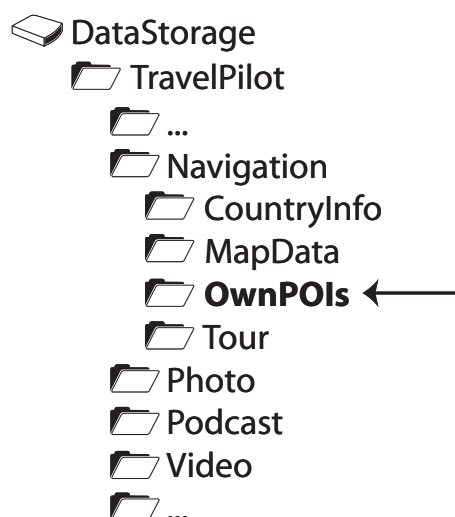 DataStorage
TravelPilot
...
Navigation
CountryInfo
MapData
OwnPOIs
Tour
Photo
Podcast
Video
...